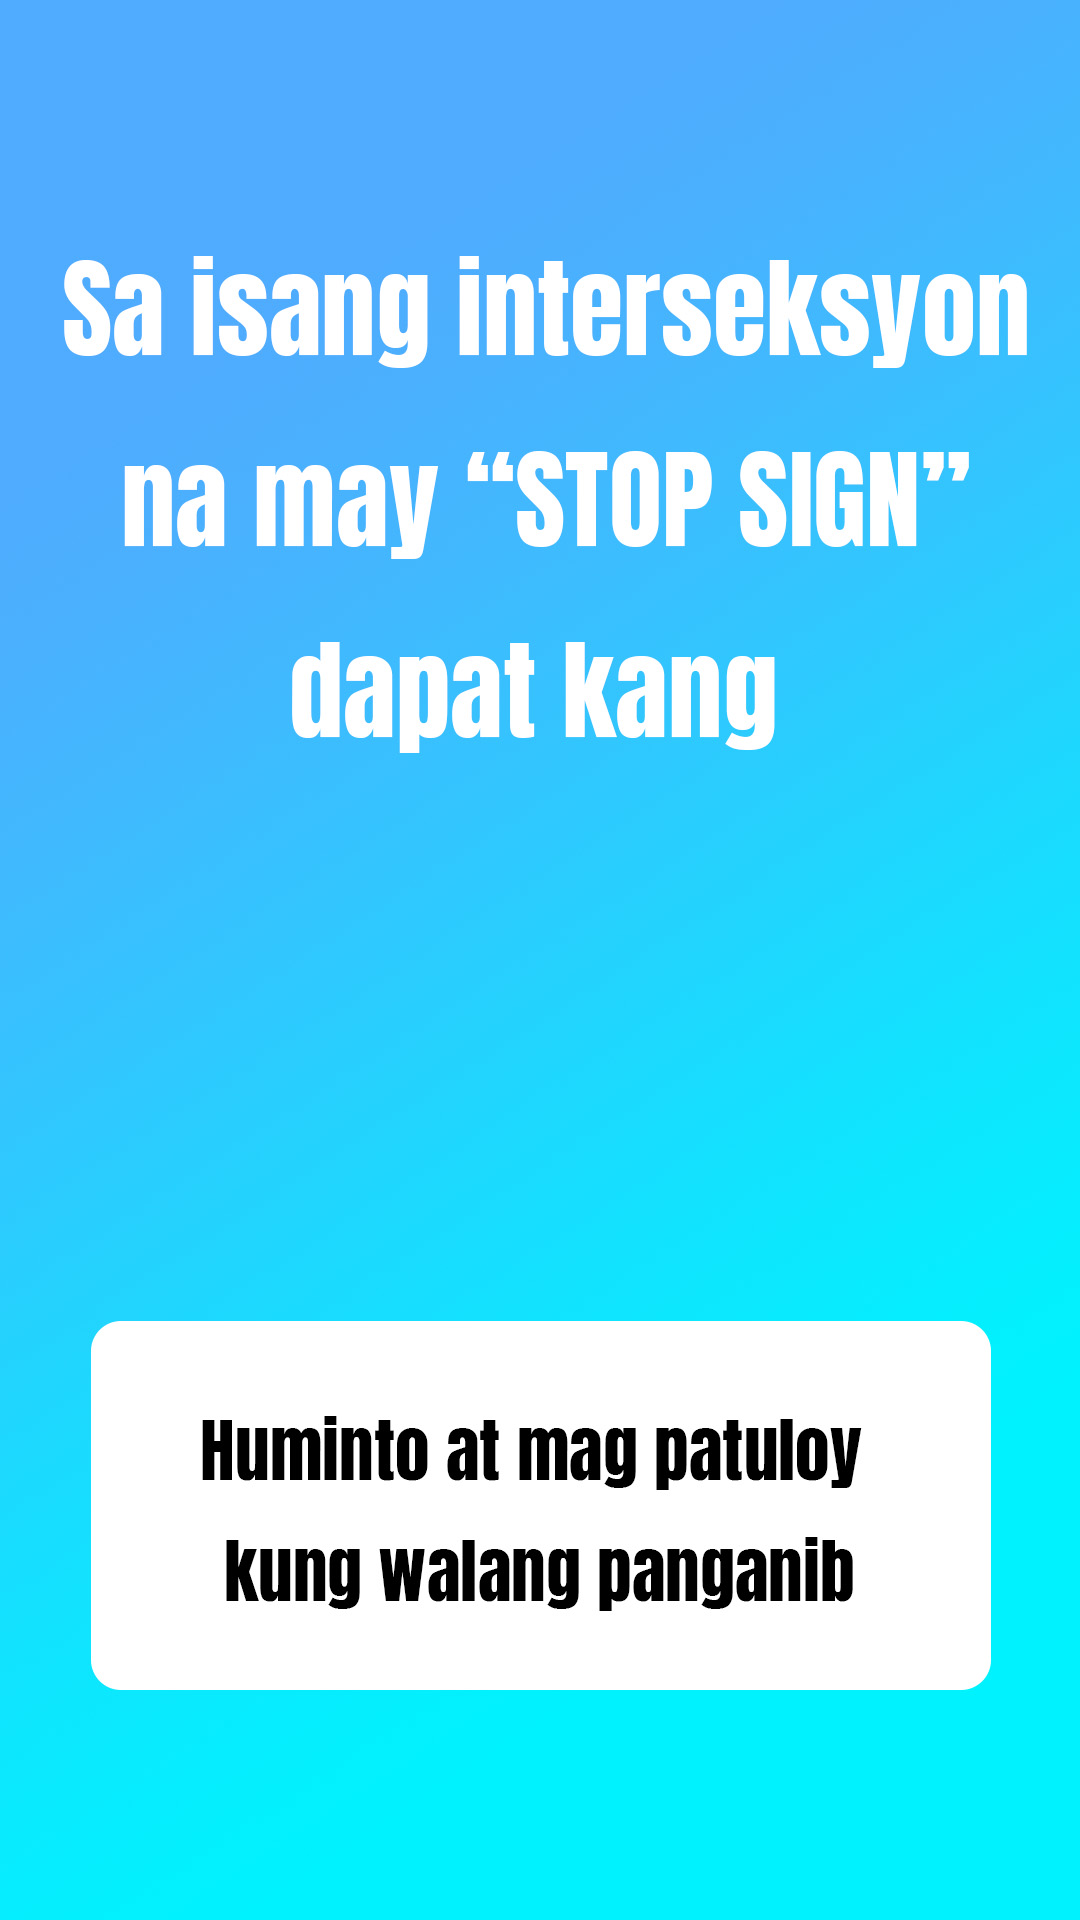 Sa isang interseksyon
na may “STOP SIGN”
dapat kang
Huminto at mag patuloy
kung walang panganib